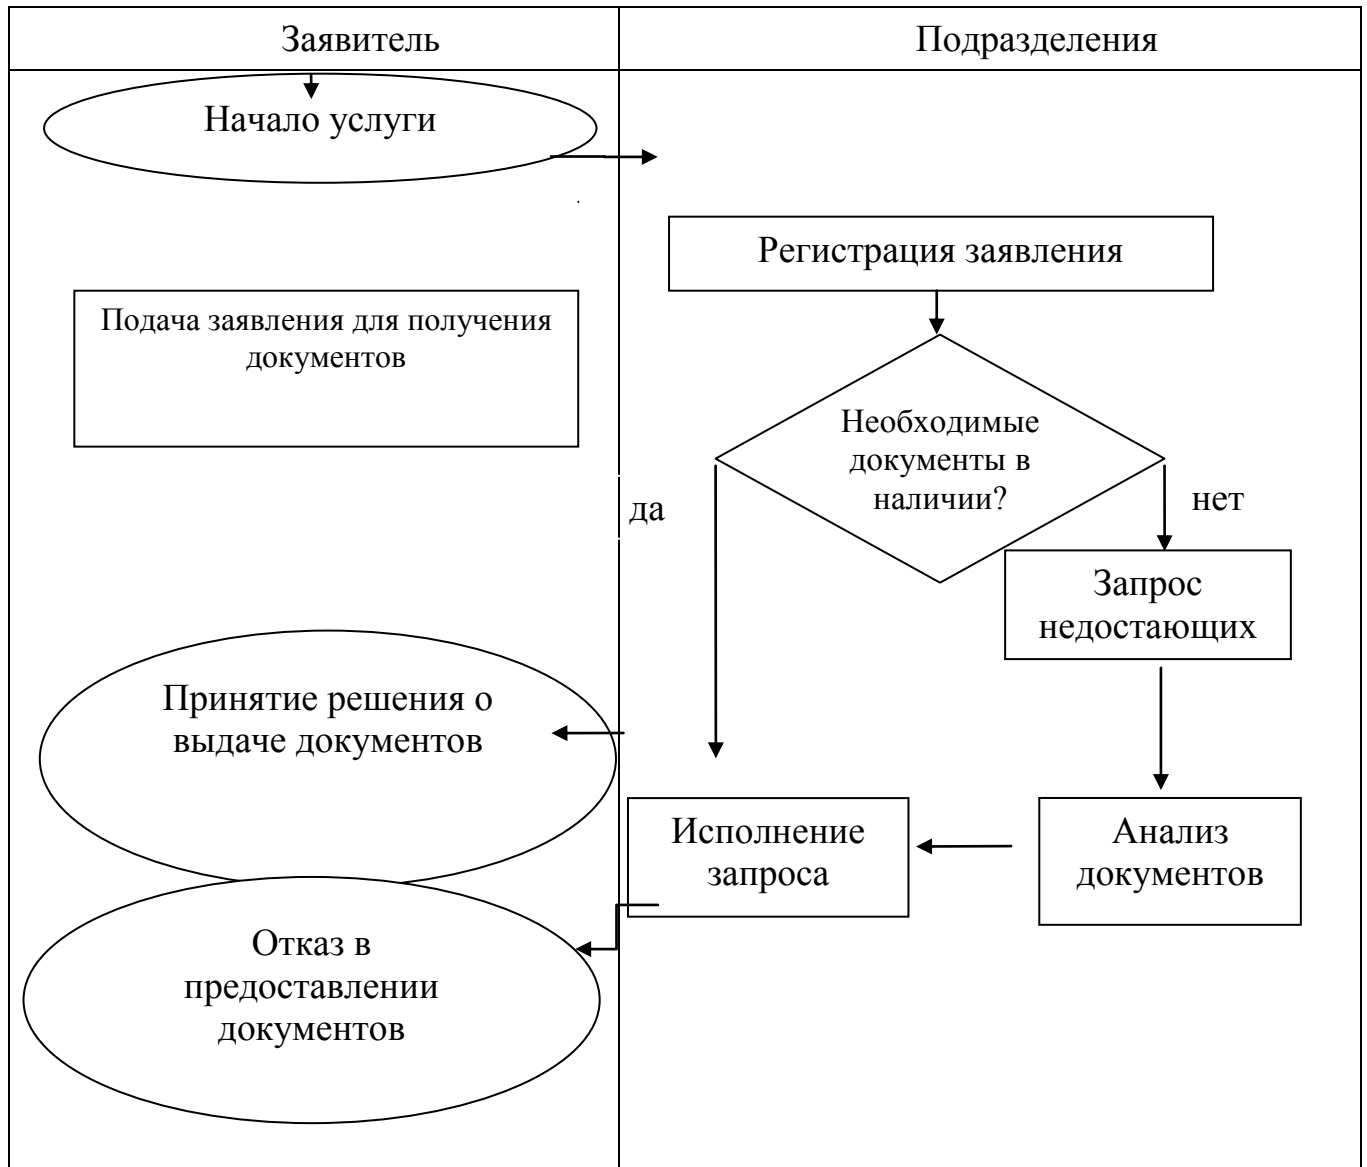 Заявитель
Подразделения
Начало услуги
Регистрация заявления
Подача заявления для получения
документов
Необходимые
документы в
наличии?
да
нет
Запрос
недостающих
Принятие решения о
выдаче документов
Исполнение
запроса
Анализ
документов
Отказ в
предоставлении
документов